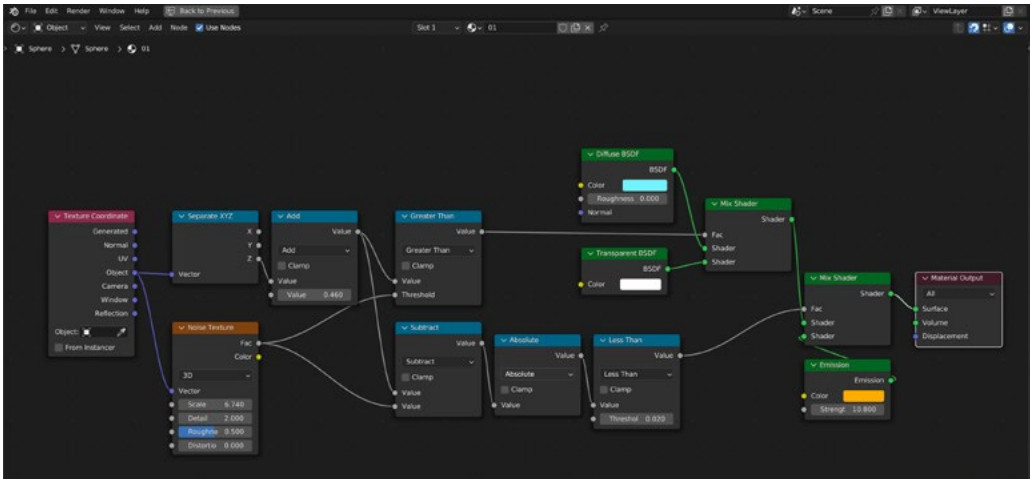 File Edit Render Window Help Back to Previous Scene ViewLayer
Object View Select Add Node Use Nodes Slot 1 01
Sphere > Sphere > 01
Texture Coordinate
Generated
Normal
UV
Object
Camera
Window
Reflection
Object:
From Instancer
Separate XYZ
X
Y
Z
Vector
Add
Value
Add
Clamp
Value
Value 0.460
Greater Than
Value
Greater Than
Clamp
Value
Threshold
Noise Texture
Fac
Color
3D
Vector
Scale 6.740
Detail 2.000
Roughne 0.500
Distortio 0.000
Subtract
Value
Subtract
Clamp
Value
Value
Absolute
Value
Absolute
Clamp
Value
Less Than
Value
Less Than
Clamp
Value
Threshol 0.020
Diffuse BSDF
BSDF
Color
Roughness 0.000
Normal
Transparent BSDF
BSDF
Color
Mix Shader
Shader
Fac
Shader
Shader
Mix Shader
Shader
Fac
Shader
Shader
Emission
Emission
Color
Strengt 10.800
Material Output
All
Surface
Volume
Displacement